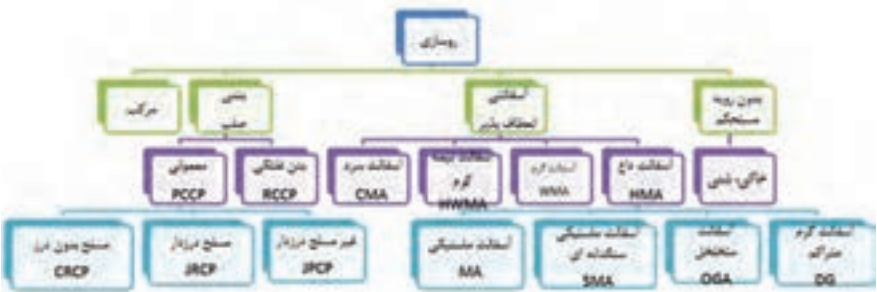 روسازی
بدون رویه
مستحکم
آسفالتی
انعطاف پذیر
بتنی
صلب
مرکب
خاکی، شنی
آسفالت داغ
HMA
آسفالت گرم
WMA
آسفالت نیمه
گرم
HWMA
آسفالت سرد
CMA
بتن غلتکی
RCCP
معمولی
PCCP
آسفالت گرم
متراکم
DG
آسفالت
متخلخل
OGA
آسفالت ماستیکی
سنگدانه ای
SMA
آسفالت ماستیکی
MA
غیر مسلح درزدار
JPCP
مسلح درزدار
JRCP
مسلح بدون درز
CRCP